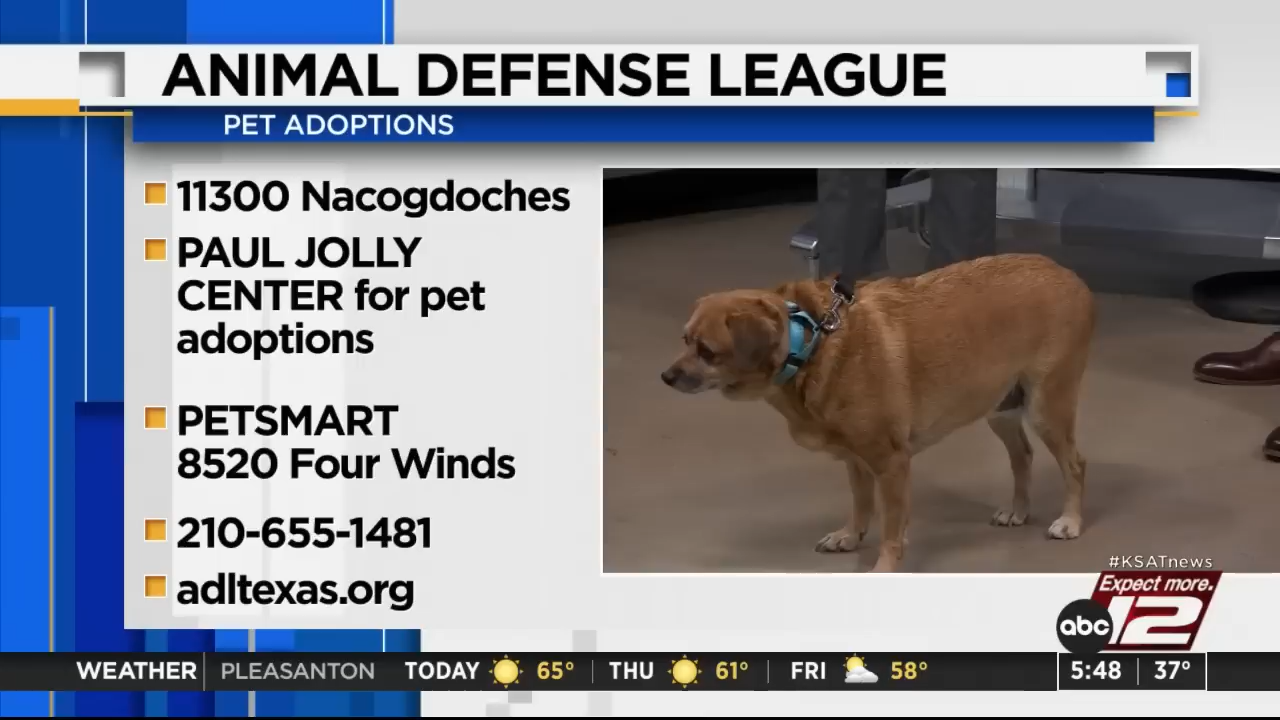 ANIMAL DEFENSE LEAGUE
PET ADOPTIONS
11300 Nacogdoches
PAUL JOLLY
CENTER for pet
adoptions
PETSMART
8520 Four Winds
210-655-1481
adltexas.org
#KSATnews
Expect more.
abc 12
WEATHER PLEASANTON TODAY 65° THU 61° FRI 58° 5:48 37°